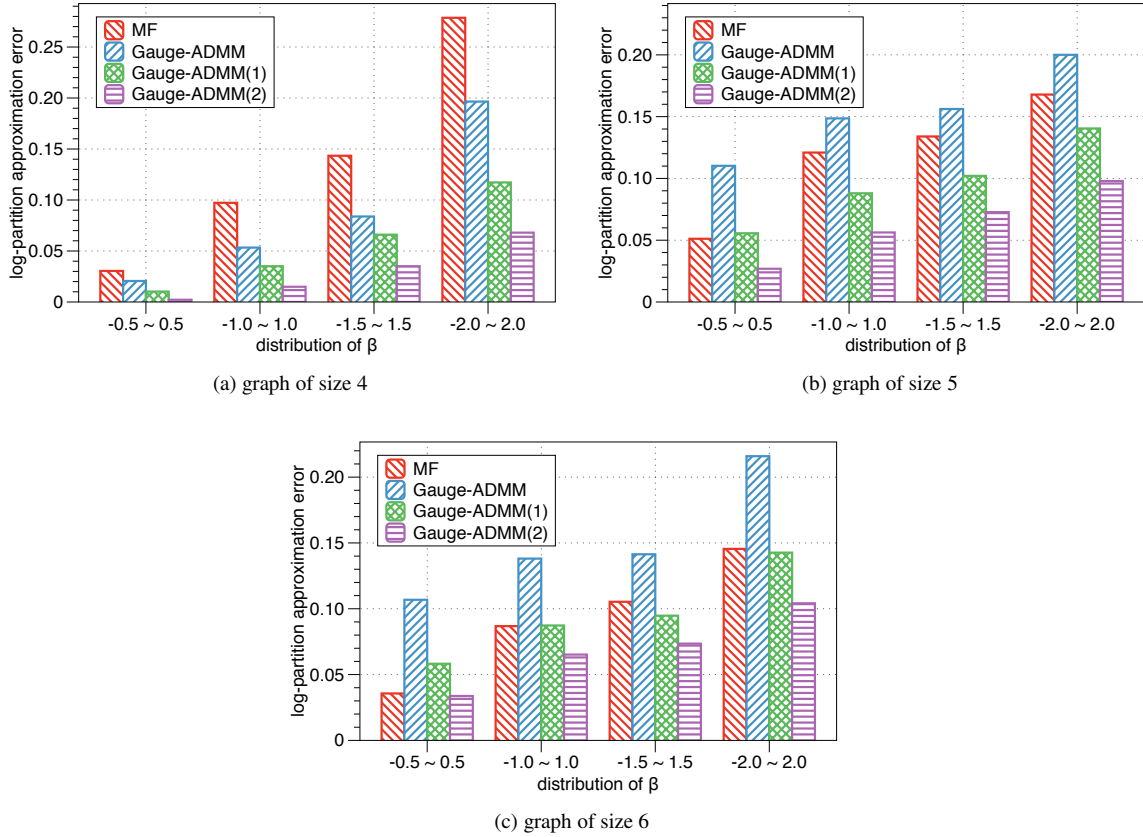 log-partition approximation error
0.25
0.20
0.15
0.10
0.05
0
MF
Gauge-ADMM
Gauge-ADMM(1)
Gauge-ADMM(2)
-0.5 ~ 0.5
-1.0 ~ 1.0
-1.5 ~ 1.5
-2.0 ~ 2.0
distribution of β
(a) graph of size 4
log-partition approximation error
0.20
0.15
0.10
0.05
0
MF
Gauge-ADMM
Gauge-ADMM(1)
Gauge-ADMM(2)
-0.5 ~ 0.5
-1.0 ~ 1.0
-1.5 ~ 1.5
-2.0 ~ 2.0
distribution of β
(b) graph of size 5
log-partition approximation error
0.20
0.15
0.10
0.05
0
MF
Gauge-ADMM
Gauge-ADMM(1)
Gauge-ADMM(2)
-0.5 ~ 0.5
-1.0 ~ 1.0
-1.5 ~ 1.5
-2.0 ~ 2.0
distribution of β
(c) graph of size 6